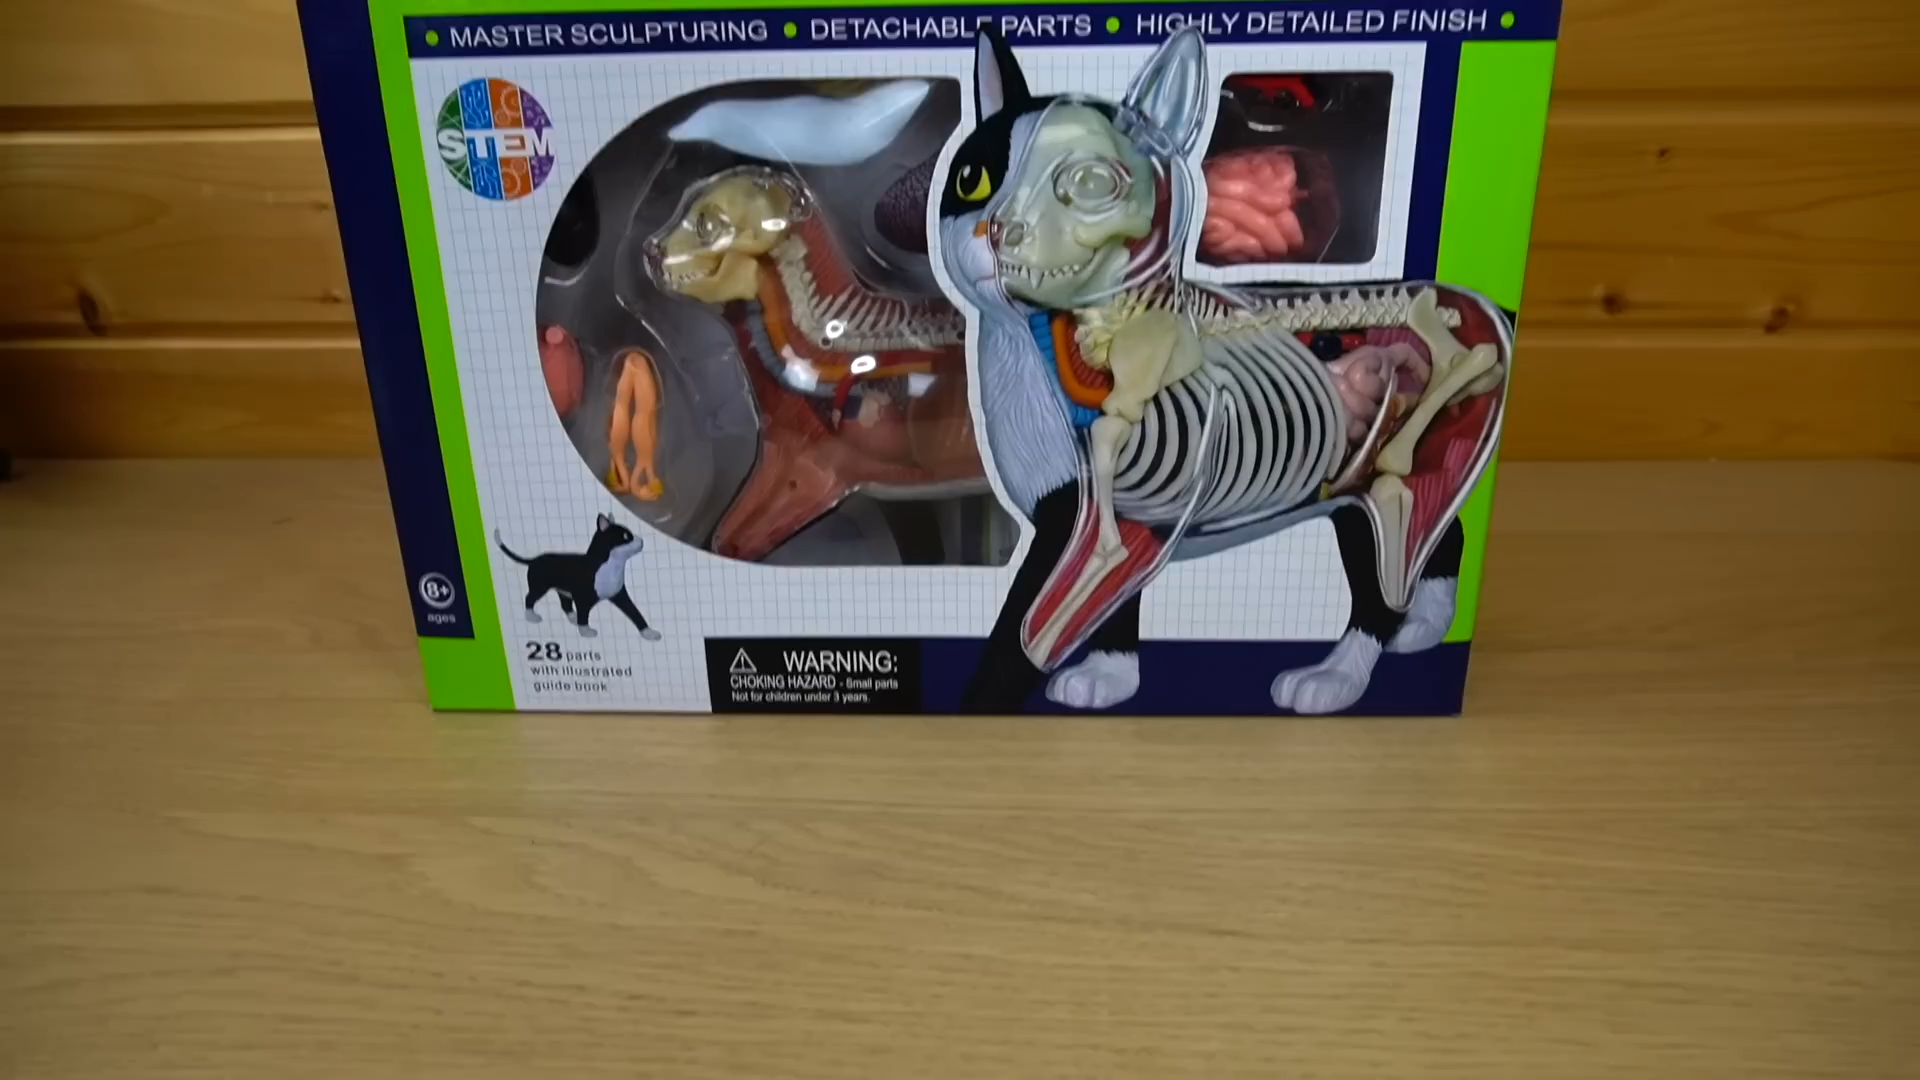 • MASTER SCULPTURING • DETACHABLE PARTS • HIGHLY DETAILED FINISH •
STEM
8+
ages
28 parts
with illustrated
guide book
WARNING:
CHOKING HAZARD - Small parts
Not for children under 3 years.